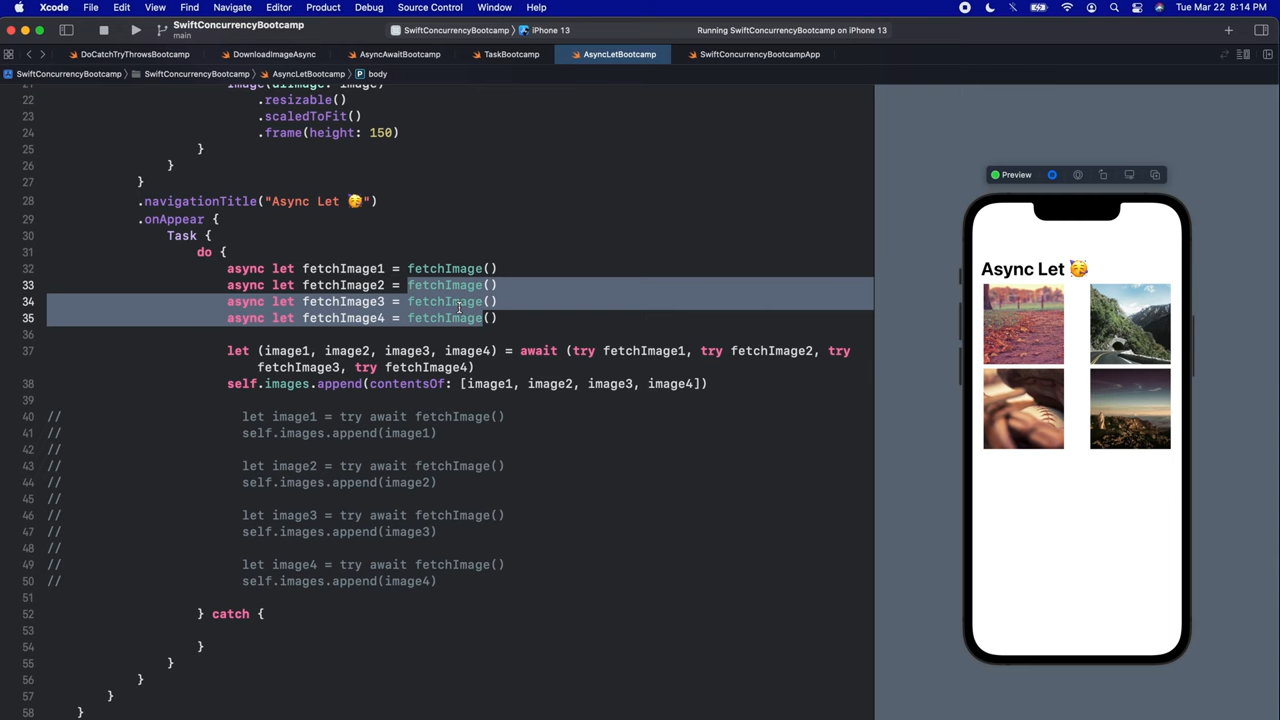 Xcode File Edit View Find Navigate Editor Product Debug Source Control Window Help Tue Mar 22 8:14 PM
SwiftConcurrencyBootcamp
main
SwiftConcurrencyBootcamp iPhone 13
Running SwiftConcurrencyBootcamp on iPhone 13
DoCatchTryThrowsBootcamp DownloadImageAsync AsyncAwaitBootcamp TaskBootcamp AsyncLetBootcamp SwiftConcurrencyBootcampApp
SwiftConcurrencyBootcamp SwiftConcurrencyBootcamp AsyncLetBootcamp P body
21 Image(uiImage: image)
22 .resizable()
23 .scaledToFit()
24 .frame(height: 150)
25 }
26 }
27 }
28 .navigationTitle("Async Let 🥳")
29 .onAppear {
30 Task {
31 do {
32 async let fetchImage1 = fetchImage()
33 async let fetchImage2 = fetchImage()
34 async let fetchImage3 = fetchImage()
35 async let fetchImage4 = fetchImage()
36
37 let (image1, image2, image3, image4) = await (try fetchImage1, try fetchImage2, try
fetchImage3, try fetchImage4)
38 self.images.append(contentsOf: [image1, image2, image3, image4])
39
40 // let image1 = try await fetchImage()
41 // self.images.append(image1)
42 //
43 // let image2 = try await fetchImage()
44 // self.images.append(image2)
45 //
46 // let image3 = try await fetchImage()
47 // self.images.append(image3)
48 //
49 // let image4 = try await fetchImage()
50 // self.images.append(image4)
51
52 } catch {
53
54 }
55 }
56 }
57 }
58 }
Preview
Async Let 🥳